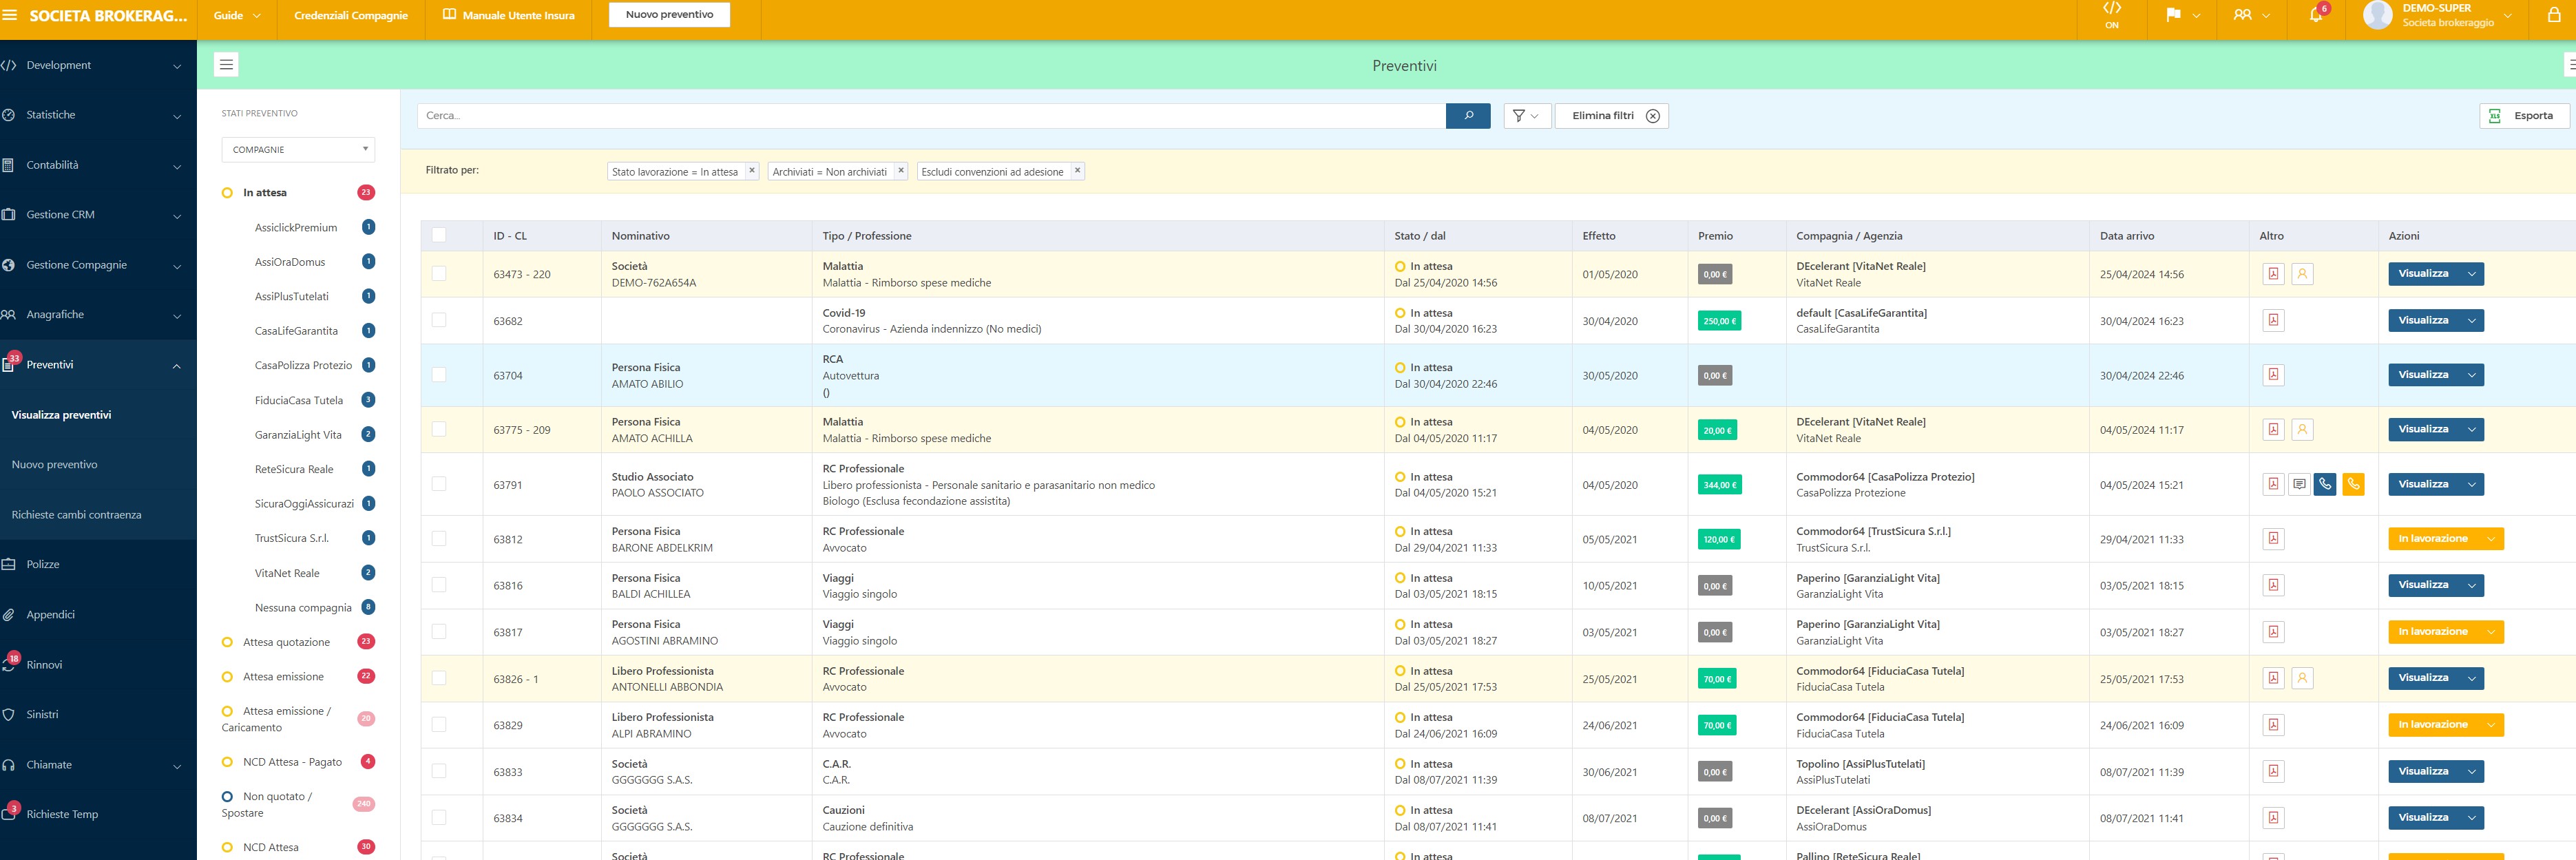 SOCIETA BROKERAG...
Guide
Credenziali Compagnie
Manuale Utente Insura
Nuovo preventivo
ON
6
DEMO-SUPER
Societa brokeraggio
Development
Statistiche
Contabilità
Gestione CRM
Gestione Compagnie
Anagrafiche
33
Preventivi
Visualizza preventivi
Nuovo preventivo
Richieste cambi contraenza
Polizze
Appendici
18
Rinnovi
Sinistri
Chiamate
3
Richieste Temp
Preventivi
STATI PREVENTIVO
COMPAGNIE
In attesa 23
AssiclickPremium 1
AssiOraDomus 1
AssiPlusTutelati 1
CasaLifeGarantita 1
CasaPolizza Protezio 1
FiduciaCasa Tutela 3
GaranziaLight Vita 2
ReteSicura Reale 1
SicuraOggiAssicurazi 1
TrustSicura S.r.l. 1
VitaNet Reale 2
Nessuna compagnia 8
Attesa quotazione 23
Attesa emissione 22
Attesa emissione /
Caricamento 20
NCD Attesa - Pagato 4
Non quotato /
Spostare 240
NCD Attesa 30
Cerca...
Elimina filtri
XLS Esporta
Filtrato per:
Stato lavorazione = In attesa ×
Archiviati = Non archiviati ×
Escludi convenzioni ad adesione ×
ID - CL Nominativo Tipo / Professione Stato / dal Effetto Premio Compagnia / Agenzia Data arrivo Altro Azioni
Società Malattia In attesa DEcelerant [VitaNet Reale]
63473 - 220 01/05/2020 0,00 € 25/04/2024 14:56 Visualizza
DEMO-762A654A Malattia - Rimborso spese mediche Dal 25/04/2020 14:56 VitaNet Reale
Covid-19 In attesa default [CasaLifeGarantita]
63682 30/04/2020 250,00 € 30/04/2024 16:23 Visualizza
Coronavirus - Azienda indennizzo (No medici) Dal 30/04/2020 16:23 CasaLifeGarantita
RCA
Persona Fisica In attesa
63704 Autovettura 30/05/2020 0,00 € 30/04/2024 22:46 Visualizza
AMATO ABILIO Dal 30/04/2020 22:46
()
Persona Fisica Malattia In attesa DEcelerant [VitaNet Reale]
63775 - 209 04/05/2020 20,00 € 04/05/2024 11:17 Visualizza
AMATO ACHILLA Malattia - Rimborso spese mediche Dal 04/05/2020 11:17 VitaNet Reale
RC Professionale
Studio Associato In attesa Commodor64 [CasaPolizza Protezio]
63791 Libero professionista - Personale sanitario e parasanitario non medico 04/05/2020 344,00 € 04/05/2024 15:21 Visualizza
PAOLO ASSOCIATO Dal 04/05/2020 15:21 CasaPolizza Protezione
Biologo (Esclusa fecondazione assistita)
Persona Fisica RC Professionale In attesa Commodor64 [TrustSicura S.r.l.]
63812 05/05/2021 120,00 € 29/04/2021 11:33 In lavorazione
BARONE ABDELKRIM Avvocato Dal 29/04/2021 11:33 TrustSicura S.r.l.
Persona Fisica Viaggi In attesa Paperino [GaranziaLight Vita]
63816 10/05/2021 0,00 € 03/05/2021 18:15 Visualizza
BALDI ACHILLEA Viaggio singolo Dal 03/05/2021 18:15 GaranziaLight Vita
Persona Fisica Viaggi In attesa Paperino [GaranziaLight Vita]
63817 03/05/2021 0,00 € 03/05/2021 18:27 In lavorazione
AGOSTINI ABRAMINO Viaggio singolo Dal 03/05/2021 18:27 GaranziaLight Vita
Libero Professionista RC Professionale In attesa Commodor64 [FiduciaCasa Tutela]
63826 - 1 25/05/2021 70,00 € 25/05/2021 17:53 Visualizza
ANTONELLI ABBONDIA Avvocato Dal 25/05/2021 17:53 FiduciaCasa Tutela
Libero Professionista RC Professionale In attesa Commodor64 [FiduciaCasa Tutela]
63829 24/06/2021 70,00 € 24/06/2021 16:09 In lavorazione
ALPI ABRAMINO Avvocato Dal 24/06/2021 16:09 FiduciaCasa Tutela
Società C.A.R. In attesa Topolino [AssiPlusTutelati]
63833 30/06/2021 0,00 € 08/07/2021 11:39 Visualizza
GGGGGGG S.A.S. C.A.R. Dal 08/07/2021 11:39 AssiPlusTutelati
Società Cauzioni In attesa DEcelerant [AssiOraDomus]
63834 08/07/2021 0,00 € 08/07/2021 11:41 Visualizza
GGGGGGG S.A.S. Cauzione definitiva Dal 08/07/2021 11:41 AssiOraDomus
Società RC Professionale In attesa Pallino [ReteSicura Reale]